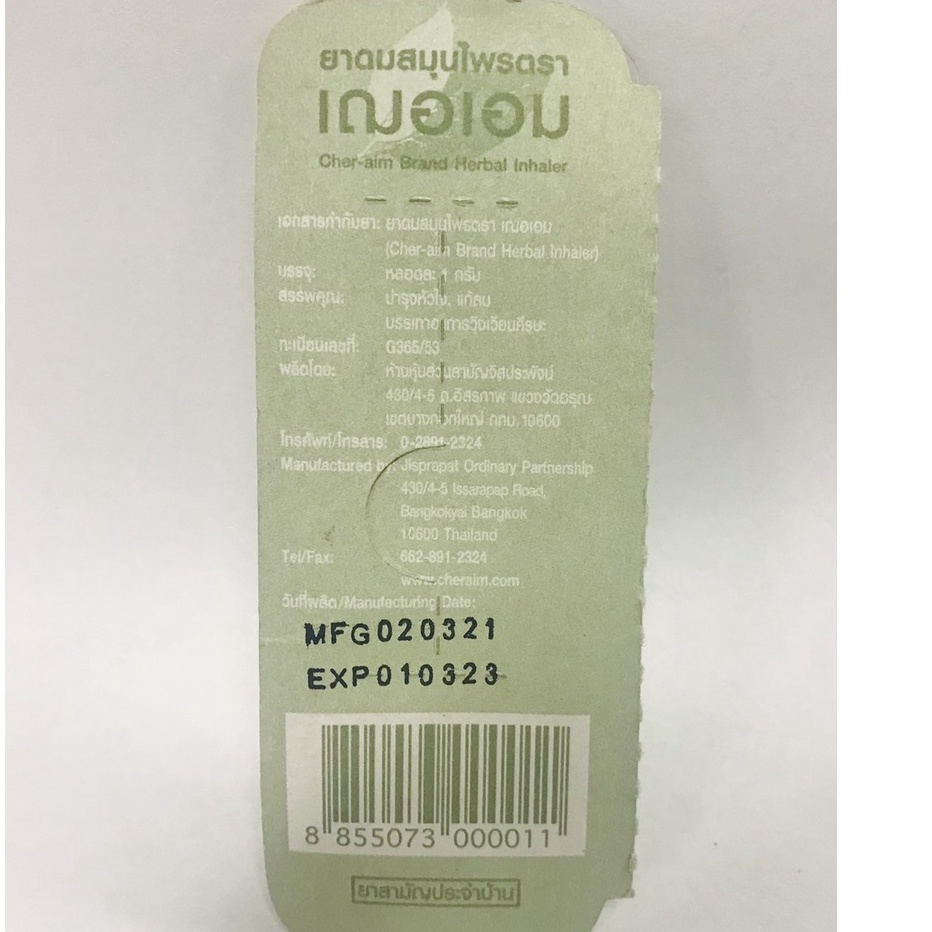 ยาดมสมุนไพรตรา
เฌอเอม
Cher-aim Brand Herbal Inhaler
เอกสารกำกับยา: ยาดมสมุนไพรตรา เฌอเอม
(Cher-aim Brand Herbal Inhaler)
บรรจุ: หลอดละ 1 กรัม
สรรพคุณ: บำรุงหัวใจ, แก้ลม
บรรเทาอาการวิงเวียนศีรษะ
ทะเบียนเลขที่: G365/53
ผลิตโดย: ห้างหุ้นส่วนสามัญจิสประพัจน์
430/4-5 ถ.อิสรภาพ แขวงวัดอรุณ
เขตบางกอกใหญ่ กทม. 10600
โทรศัพท์/โทรสาร: 0-2891-2324
Manufactured by: Jisprapat Ordinary Partnership
430/4-5 Issarapap Road,
Bangkokyai Bangkok
10600 Thailand
Tel/Fax: 662-891-2324
www.cheraim.com
วันที่ผลิต/Manufacturing Date:
MFG020321
EXP010323
8 855073 000011
ยาสามัญประจำบ้าน